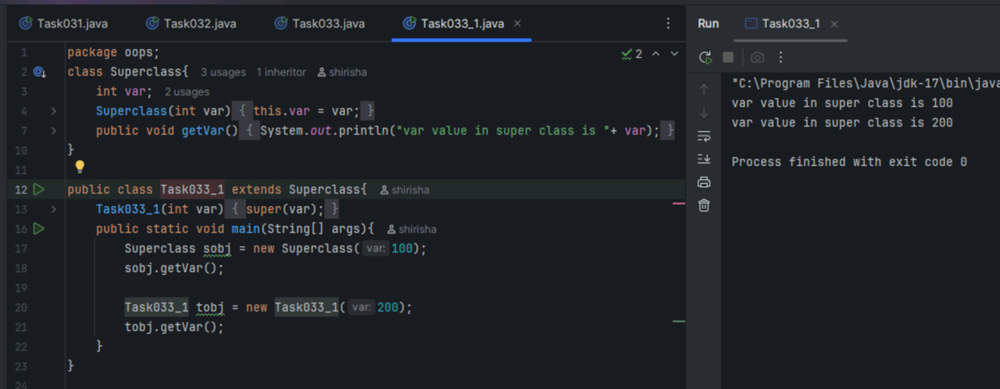 Task031.java Task032.java Task033.java Task033_1.java
Run Task033_1
1 package oops;
2 class Superclass{ 3 usages 1 inheritor shirisha
3 int var; 2 usages
4 Superclass(int var) { this.var = var; }
7 public void getVar() { System.out.println("var value in super class is "+ var); }
10 }
11
12 public class Task033_1 extends Superclass{ shirisha
13 Task033_1(int var) { super(var); }
16 public static void main(String[] args){ shirisha
17 Superclass sobj = new Superclass( var: 100);
18 sobj.getVar();
19
20 Task033_1 tobj = new Task033_1( var: 200);
21 tobj.getVar();
22 }
23 }
24
2
"C:\Program Files\Java\jdk-17\bin\java
var value in super class is 100
var value in super class is 200
Process finished with exit code 0